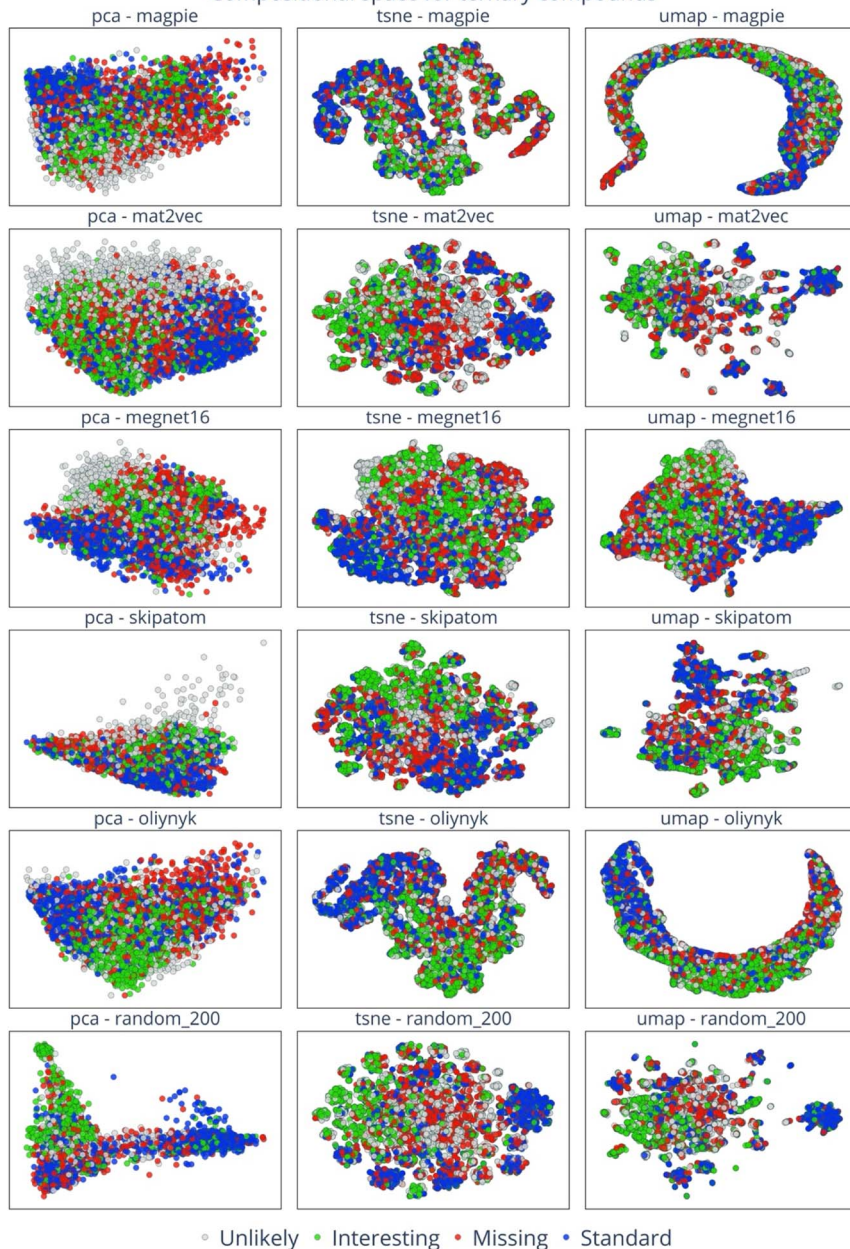 pca - magpie tsne - magpie umap - magpie
pca - mat2vec tsne - mat2vec umap - mat2vec
pca - megnet16 tsne - megnet16 umap - megnet16
pca - skipatom tsne - skipatom umap - skipatom
pca - oliynyk tsne - oliynyk umap - oliynyk
pca - random_200 tsne - random_200 umap - random_200
Unlikely Interesting Missing Standard